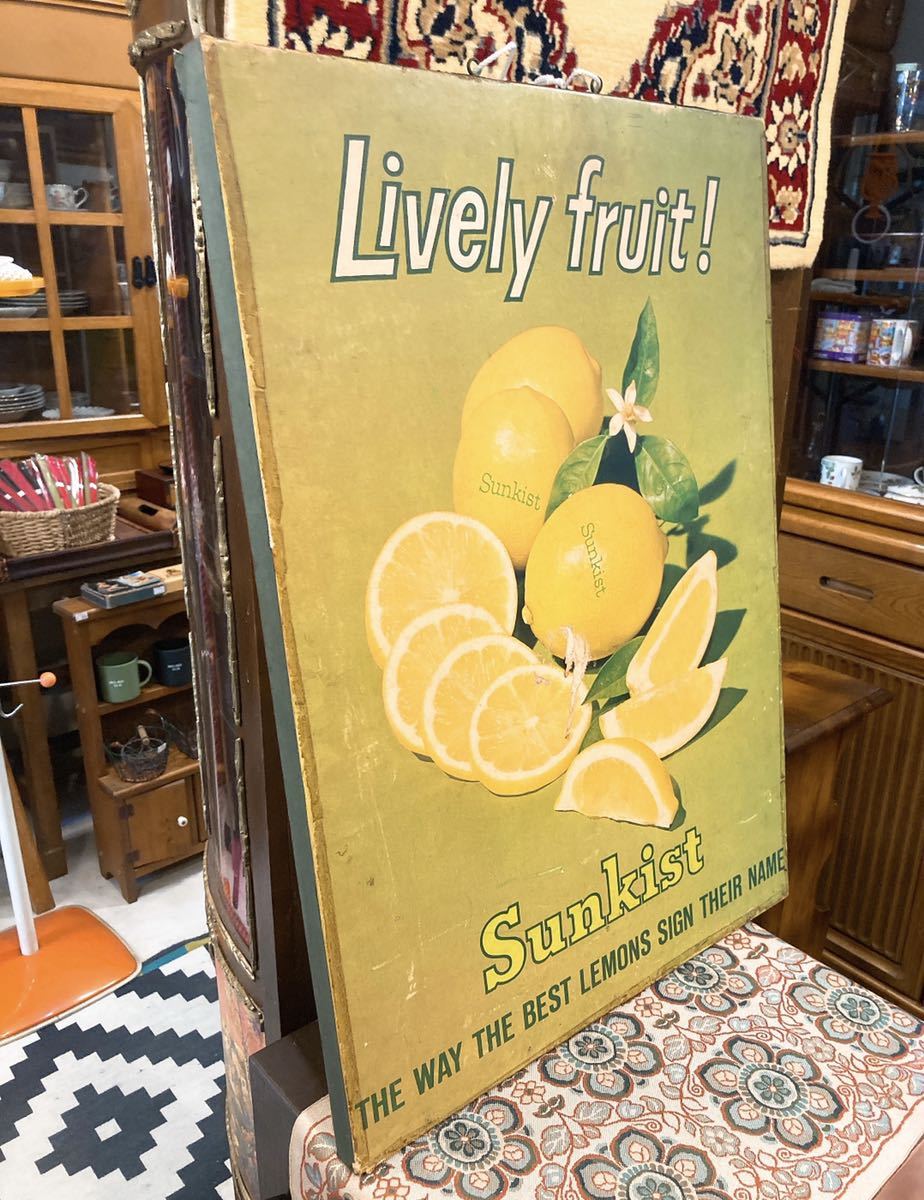 Lively fruit!
Sunkist
Sunkist
Sunkist
THE WAY THE BEST LEMONS SIGN THEIR NAME